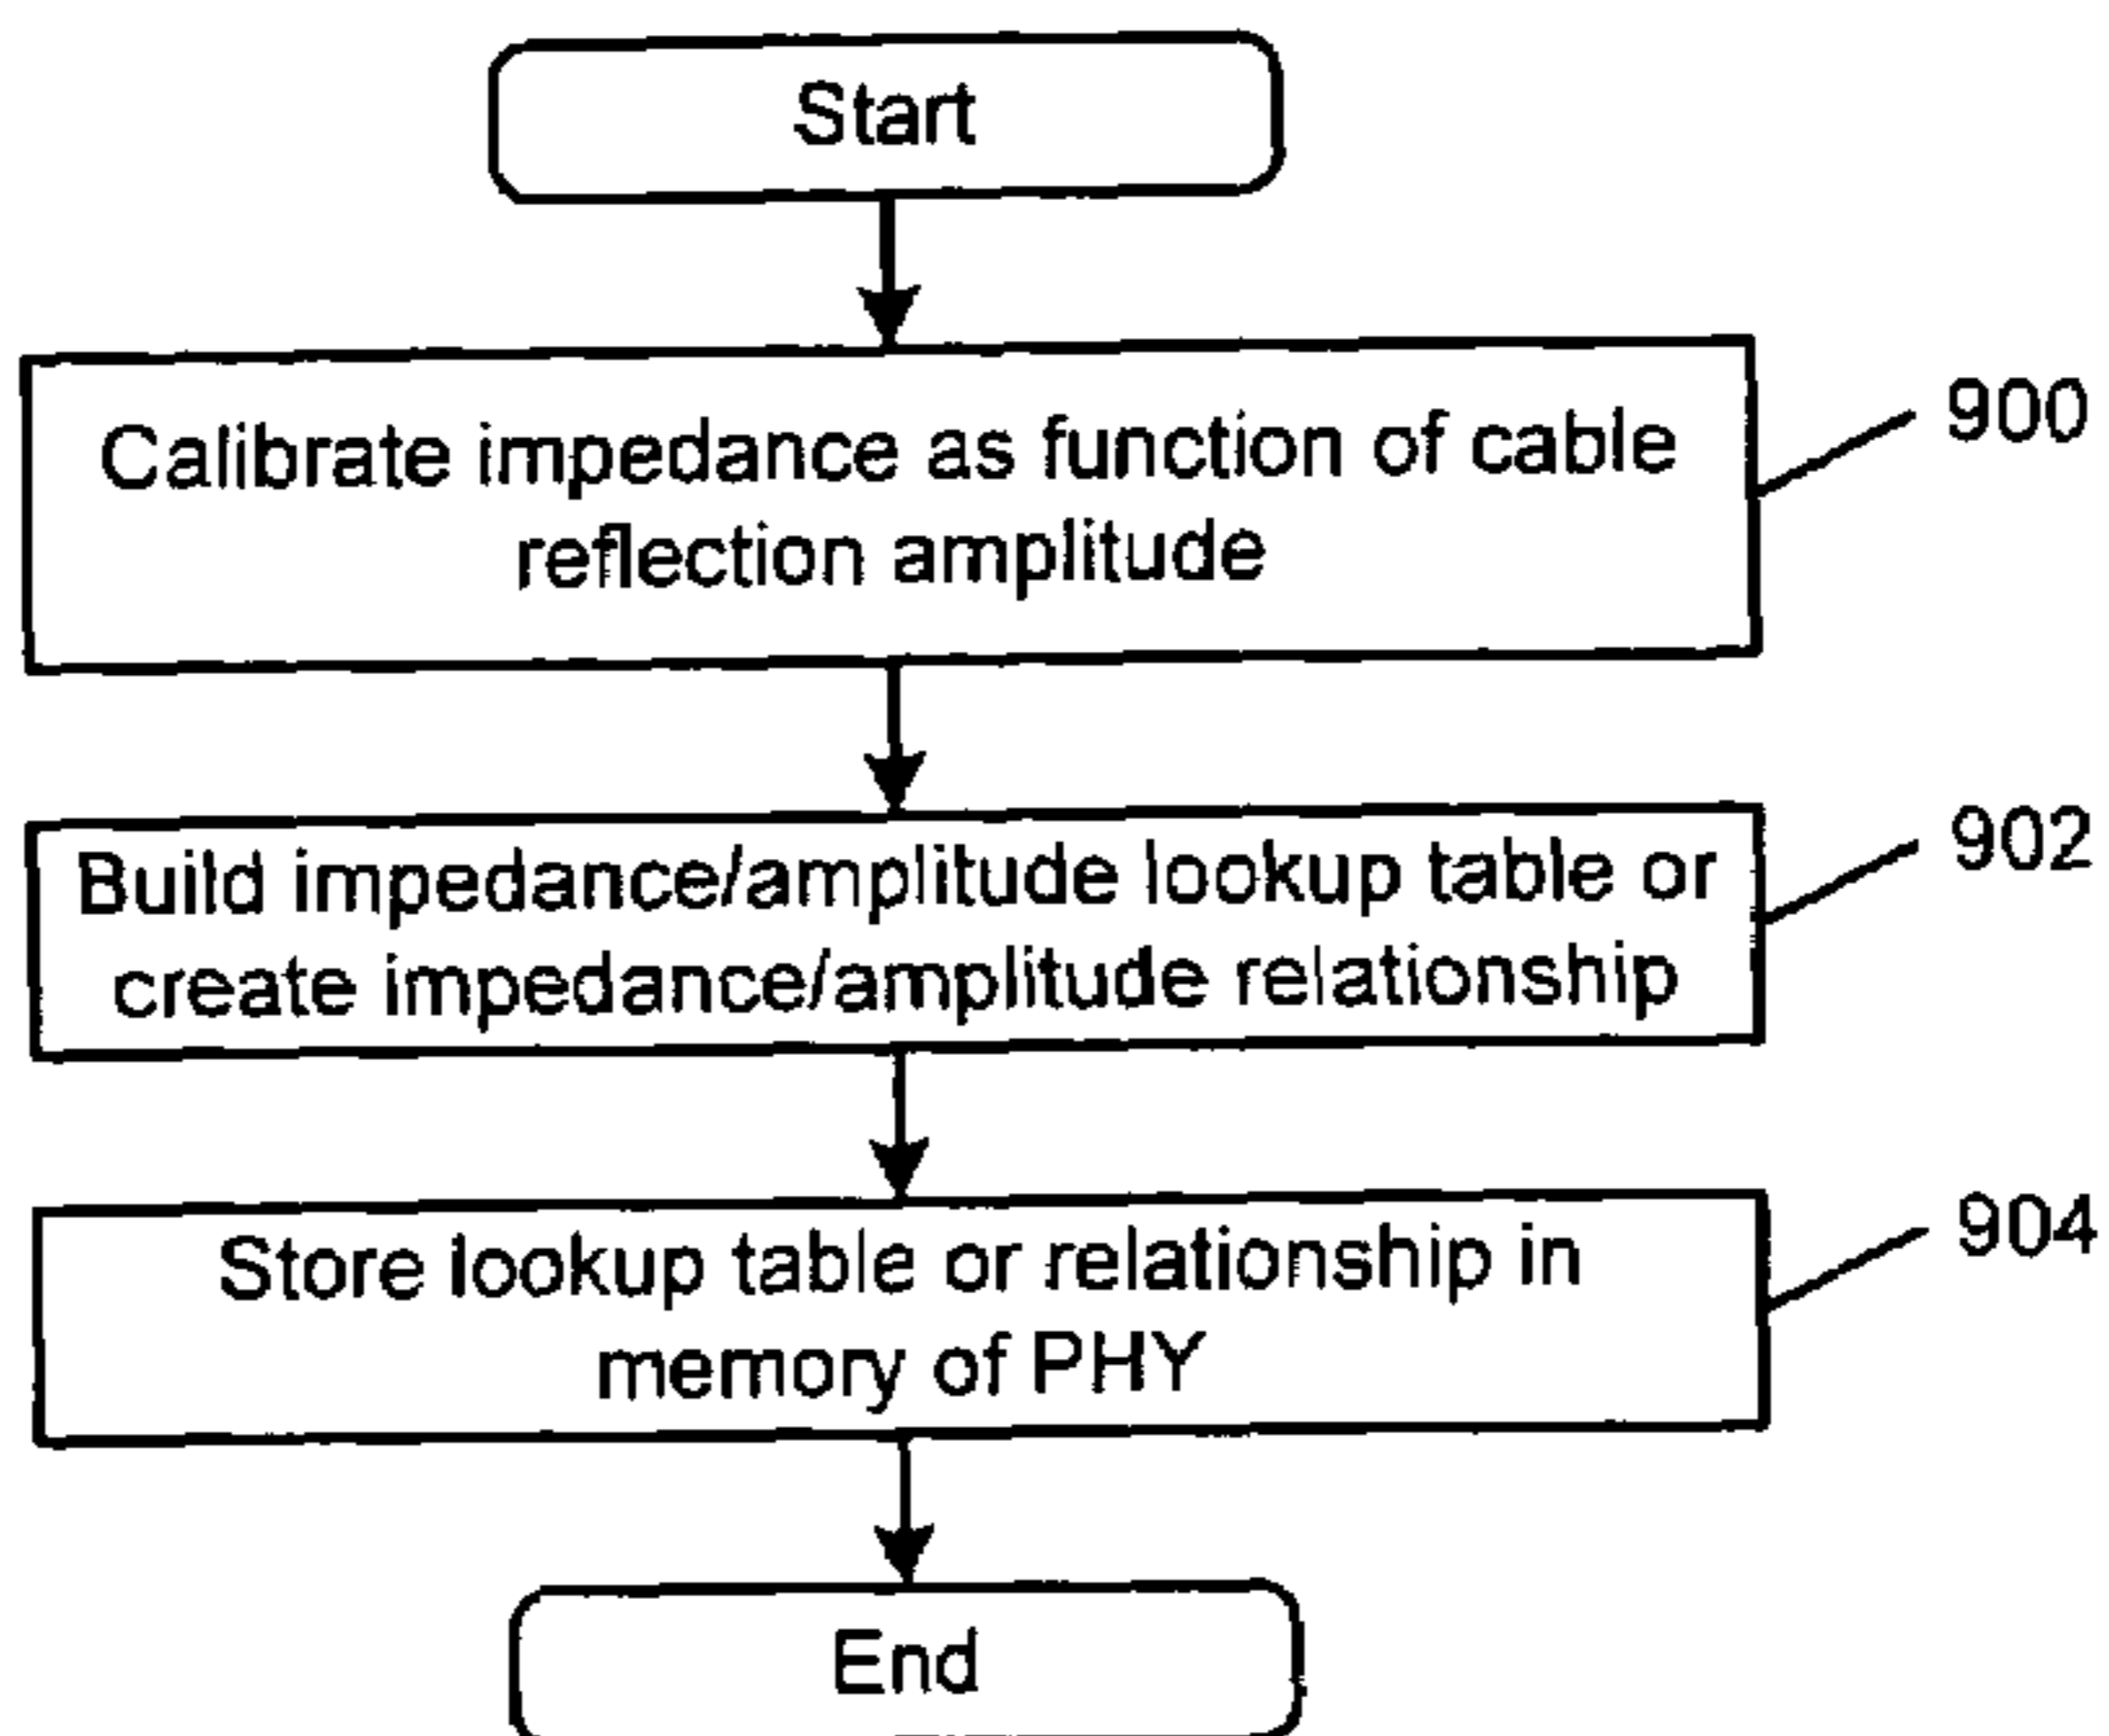 Start
Calibrate impedance as function of cable
reflection amplitude
900
Build impedance/amplitude lookup table or
create impedance/amplitude relationship
902
Store lookup table or relationship in
memory of PHY
904
End